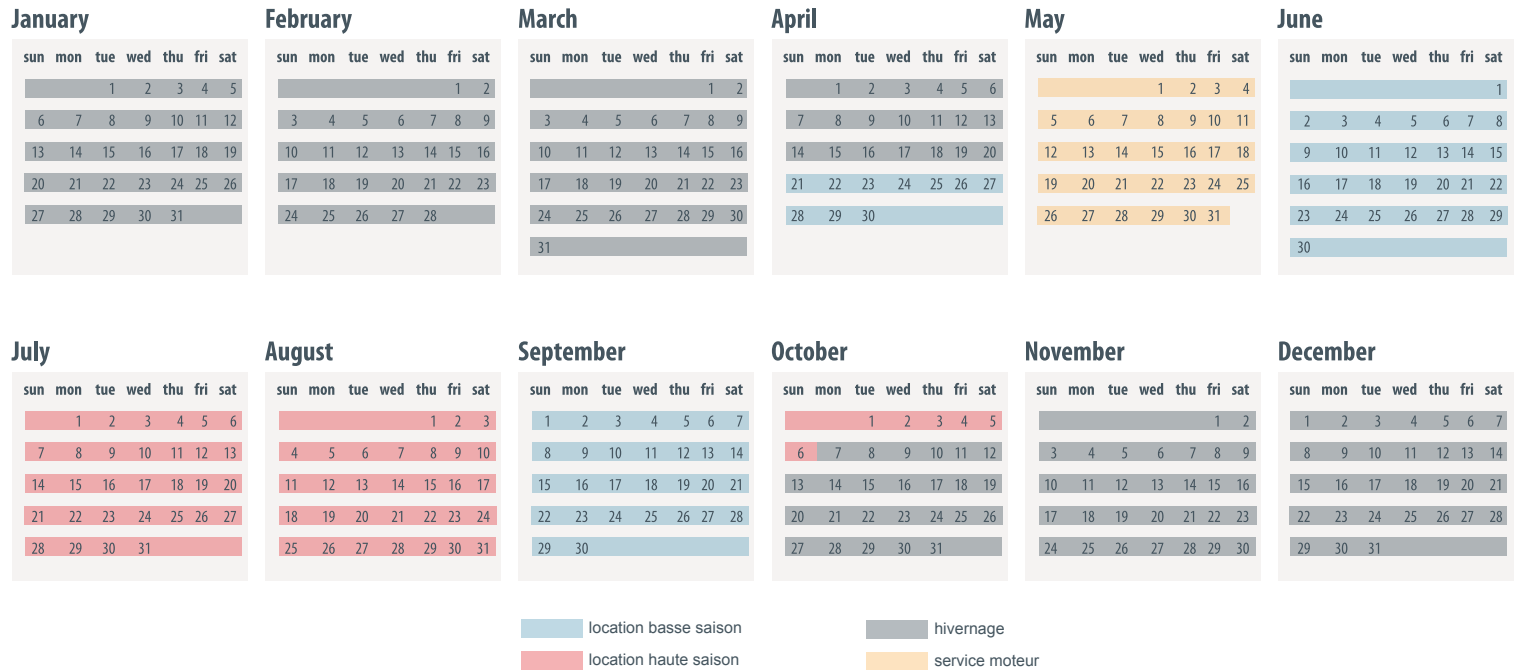 January
sun mon tue wed thu fri sat
1 2 3 4 5
6 7 8 9 10 11 12
13 14 15 16 17 18 19
20 21 22 23 24 25 26
27 28 29 30 31
February
sun mon tue wed thu fri sat
1 2
3 4 5 6 7 8 9
10 11 12 13 14 15 16
17 18 19 20 21 22 23
24 25 26 27 28
March
sun mon tue wed thu fri sat
1 2
3 4 5 6 7 8 9
10 11 12 13 14 15 16
17 18 19 20 21 22 23
24 25 26 27 28 29 30
31
April
sun mon tue wed thu fri sat
1 2 3 4 5 6
7 8 9 10 11 12 13
14 15 16 17 18 19 20
21 22 23 24 25 26 27
28 29 30
May
sun mon tue wed thu fri sat
1 2 3 4
5 6 7 8 9 10 11
12 13 14 15 16 17 18
19 20 21 22 23 24 25
26 27 28 29 30 31
June
sun mon tue wed thu fri sat
1
2 3 4 5 6 7 8
9 10 11 12 13 14 15
16 17 18 19 20 21 22
23 24 25 26 27 28 29
30
July
sun mon tue wed thu fri sat
1 2 3 4 5 6
7 8 9 10 11 12 13
14 15 16 17 18 19 20
21 22 23 24 25 26 27
28 29 30 31
August
sun mon tue wed thu fri sat
1 2 3
4 5 6 7 8 9 10
11 12 13 14 15 16 17
18 19 20 21 22 23 24
25 26 27 28 29 30 31
September
sun mon tue wed thu fri sat
1 2 3 4 5 6 7
8 9 10 11 12 13 14
15 16 17 18 19 20 21
22 23 24 25 26 27 28
29 30
October
sun mon tue wed thu fri sat
1 2 3 4 5
6 7 8 9 10 11 12
13 14 15 16 17 18 19
20 21 22 23 24 25 26
27 28 29 30 31
November
sun mon tue wed thu fri sat
1 2
3 4 5 6 7 8 9
10 11 12 13 14 15 16
17 18 19 20 21 22 23
24 25 26 27 28 29 30
December
sun mon tue wed thu fri sat
1 2 3 4 5 6 7
8 9 10 11 12 13 14
15 16 17 18 19 20 21
22 23 24 25 26 27 28
29 30 31
location basse saison
location haute saison
hivernage
service moteur